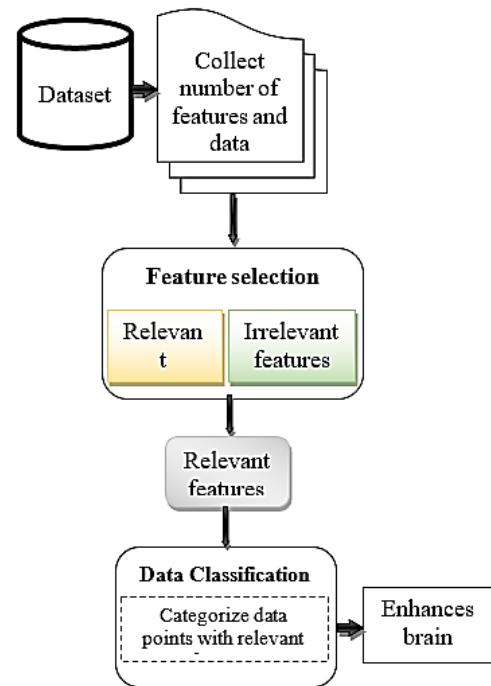 Dataset
Collect
number of
features and
data
Feature selection
Relevan
t
Irrelevant
features
Relevant
features
Data Classification
Categorize data
points with relevant
Enhances
brain